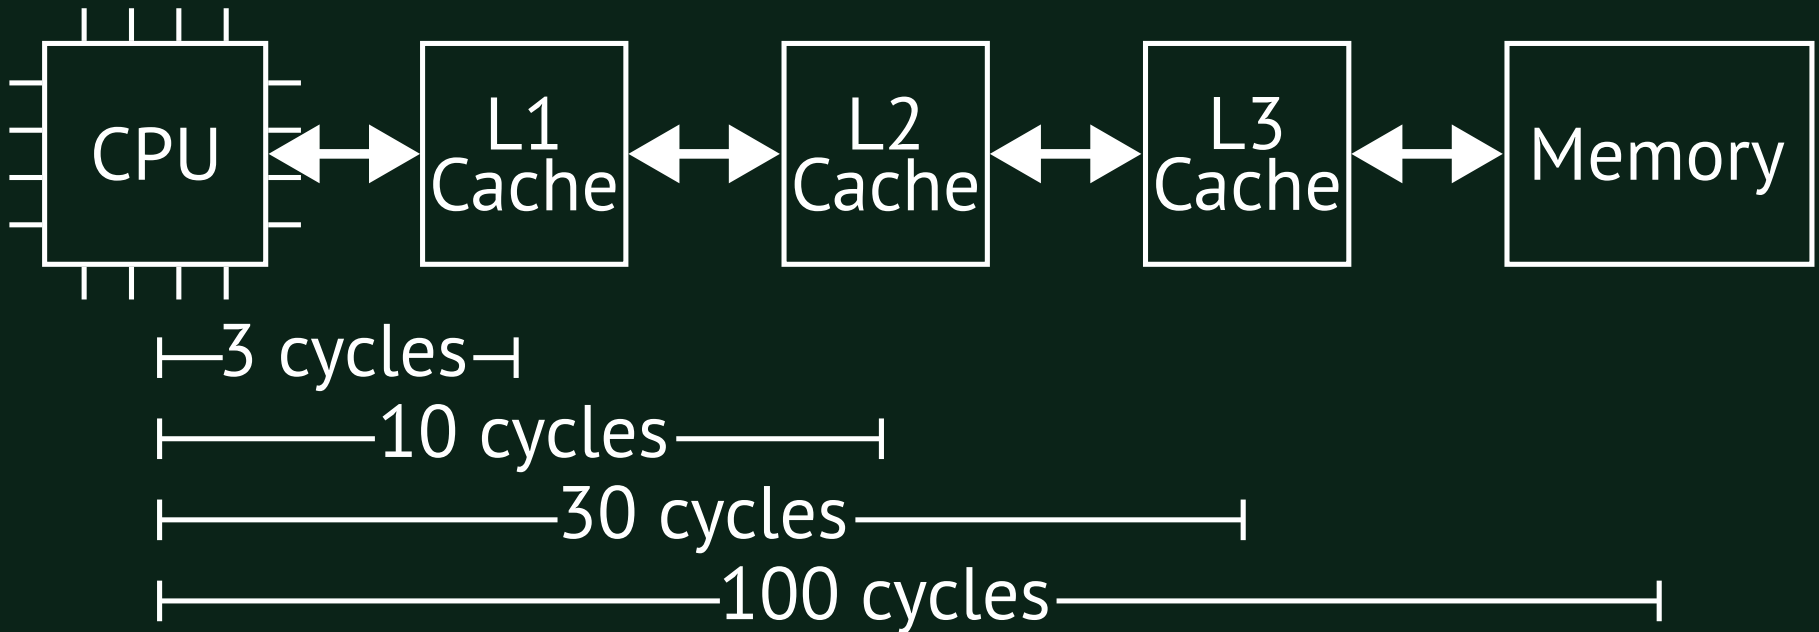 CPU
L1
Cache
L2
Cache
L3
Cache
Memory
3 cycles
10 cycles
30 cycles
100 cycles